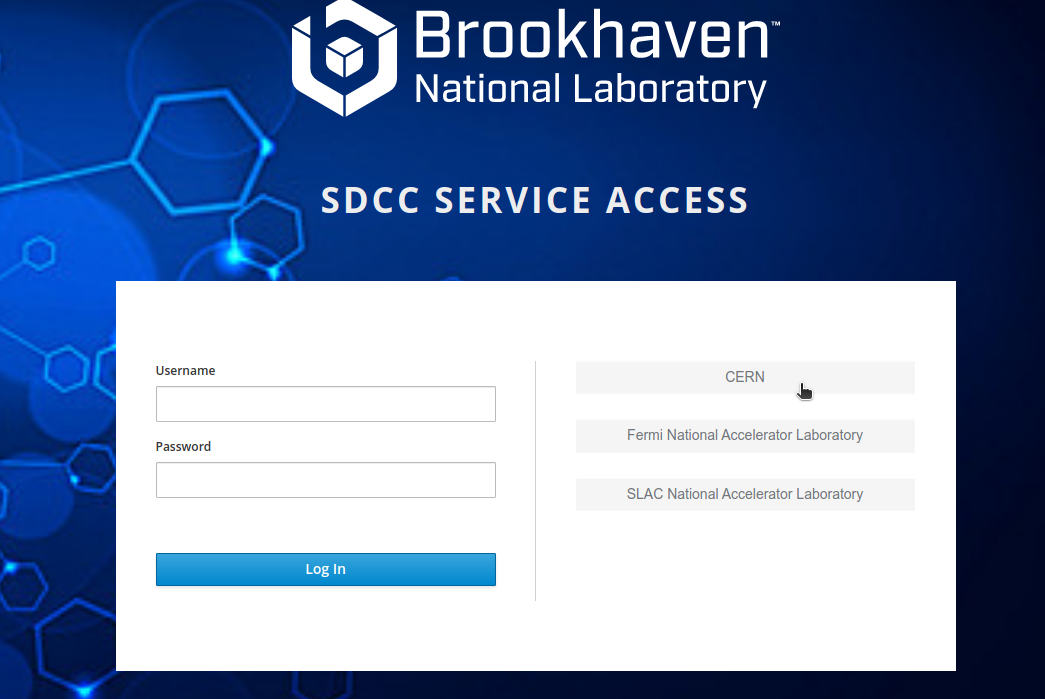 Brookhaven™
National Laboratory
SDCC SERVICE ACCESS
Username
Password
Log In
CERN
Fermi National Accelerator Laboratory
SLAC National Accelerator Laboratory